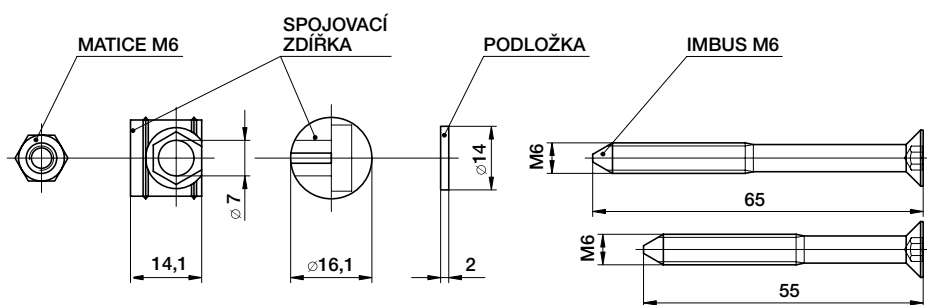 MATICE M6
SPOJOVACÍ
ZDÍŘKA
PODLOŽKA
IMBUS M6
⌀7
14,1
⌀16,1
⌀14
2
M6
65
M6
55